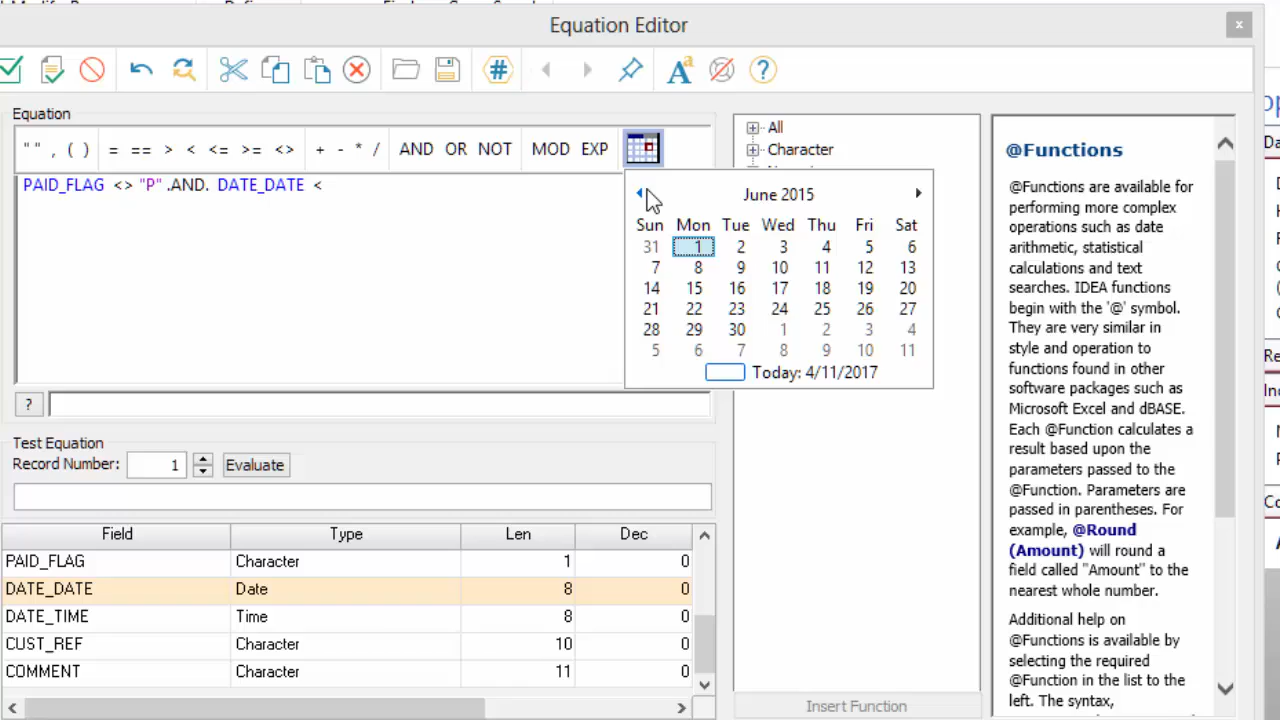 Equation Editor
x
#
A
?
Equation
" " , ( ) = == > < <= >= <> + - * / AND OR NOT MOD EXP
PAID_FLAG <> "P" .AND. DATE_DATE <
June 2015
Sun Mon Tue Wed Thu Fri Sat
31 1 2 3 4 5 6
7 8 9 10 11 12 13
14 15 16 17 18 19 20
21 22 23 24 25 26 27
28 29 30 1 2 3 4
5 6 7 8 9 10 11
Today: 4/11/2017
?
Test Equation
Record Number: 1 Evaluate
Field Type Len Dec
PAID_FLAG Character 1 0
DATE_DATE Date 8 0
DATE_TIME Time 8 0
CUST_REF Character 10 0
COMMENT Character 11 0
All
Character
Insert Function
@Functions
@Functions are available for
performing more complex
operations such as date
arithmetic, statistical
calculations and text
searches. IDEA functions
begin with the '@' symbol.
They are very similar in
style and operation to
functions found in other
software packages such as
Microsoft Excel and dBASE.
Each @Function calculates a
result based upon the
parameters passed to the
@Function. Parameters are
passed in parentheses. For
example, @Round
(Amount) will round a
field called "Amount" to the
nearest whole number.
Additional help on
@Functions is available by
selecting the required
@Function in the list to the
left. The syntax,